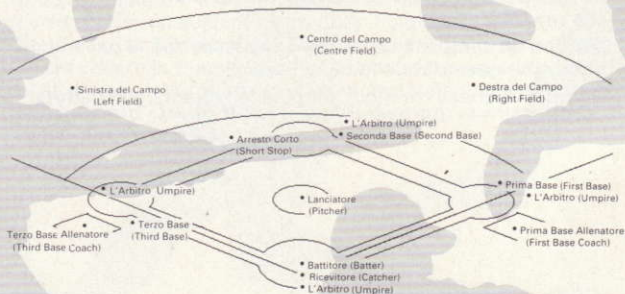 • Centro del Campo
(Centre Field)
• Sinistra del Campo
(Left Field)
• Destra del Campo
(Right Field)
• L'Arbitro (Umpire)
• Seconda Base (Second Base)
• Arresto Corto
(Short Stop)
• L'Arbitro Umpire)
• Prima Base (First Base)
• L'Arbitro (Umpire)
• Lanciatore
(Pitcher)
Terzo Base Allenatore
(Third Base Coach)
• Terzo Base
(Third Base)
• Prima Base Allenatore
(First Base Coach)
• Battitore (Batter)
• Ricevitore (Catcher)
• L'Arbitro (Umpire)